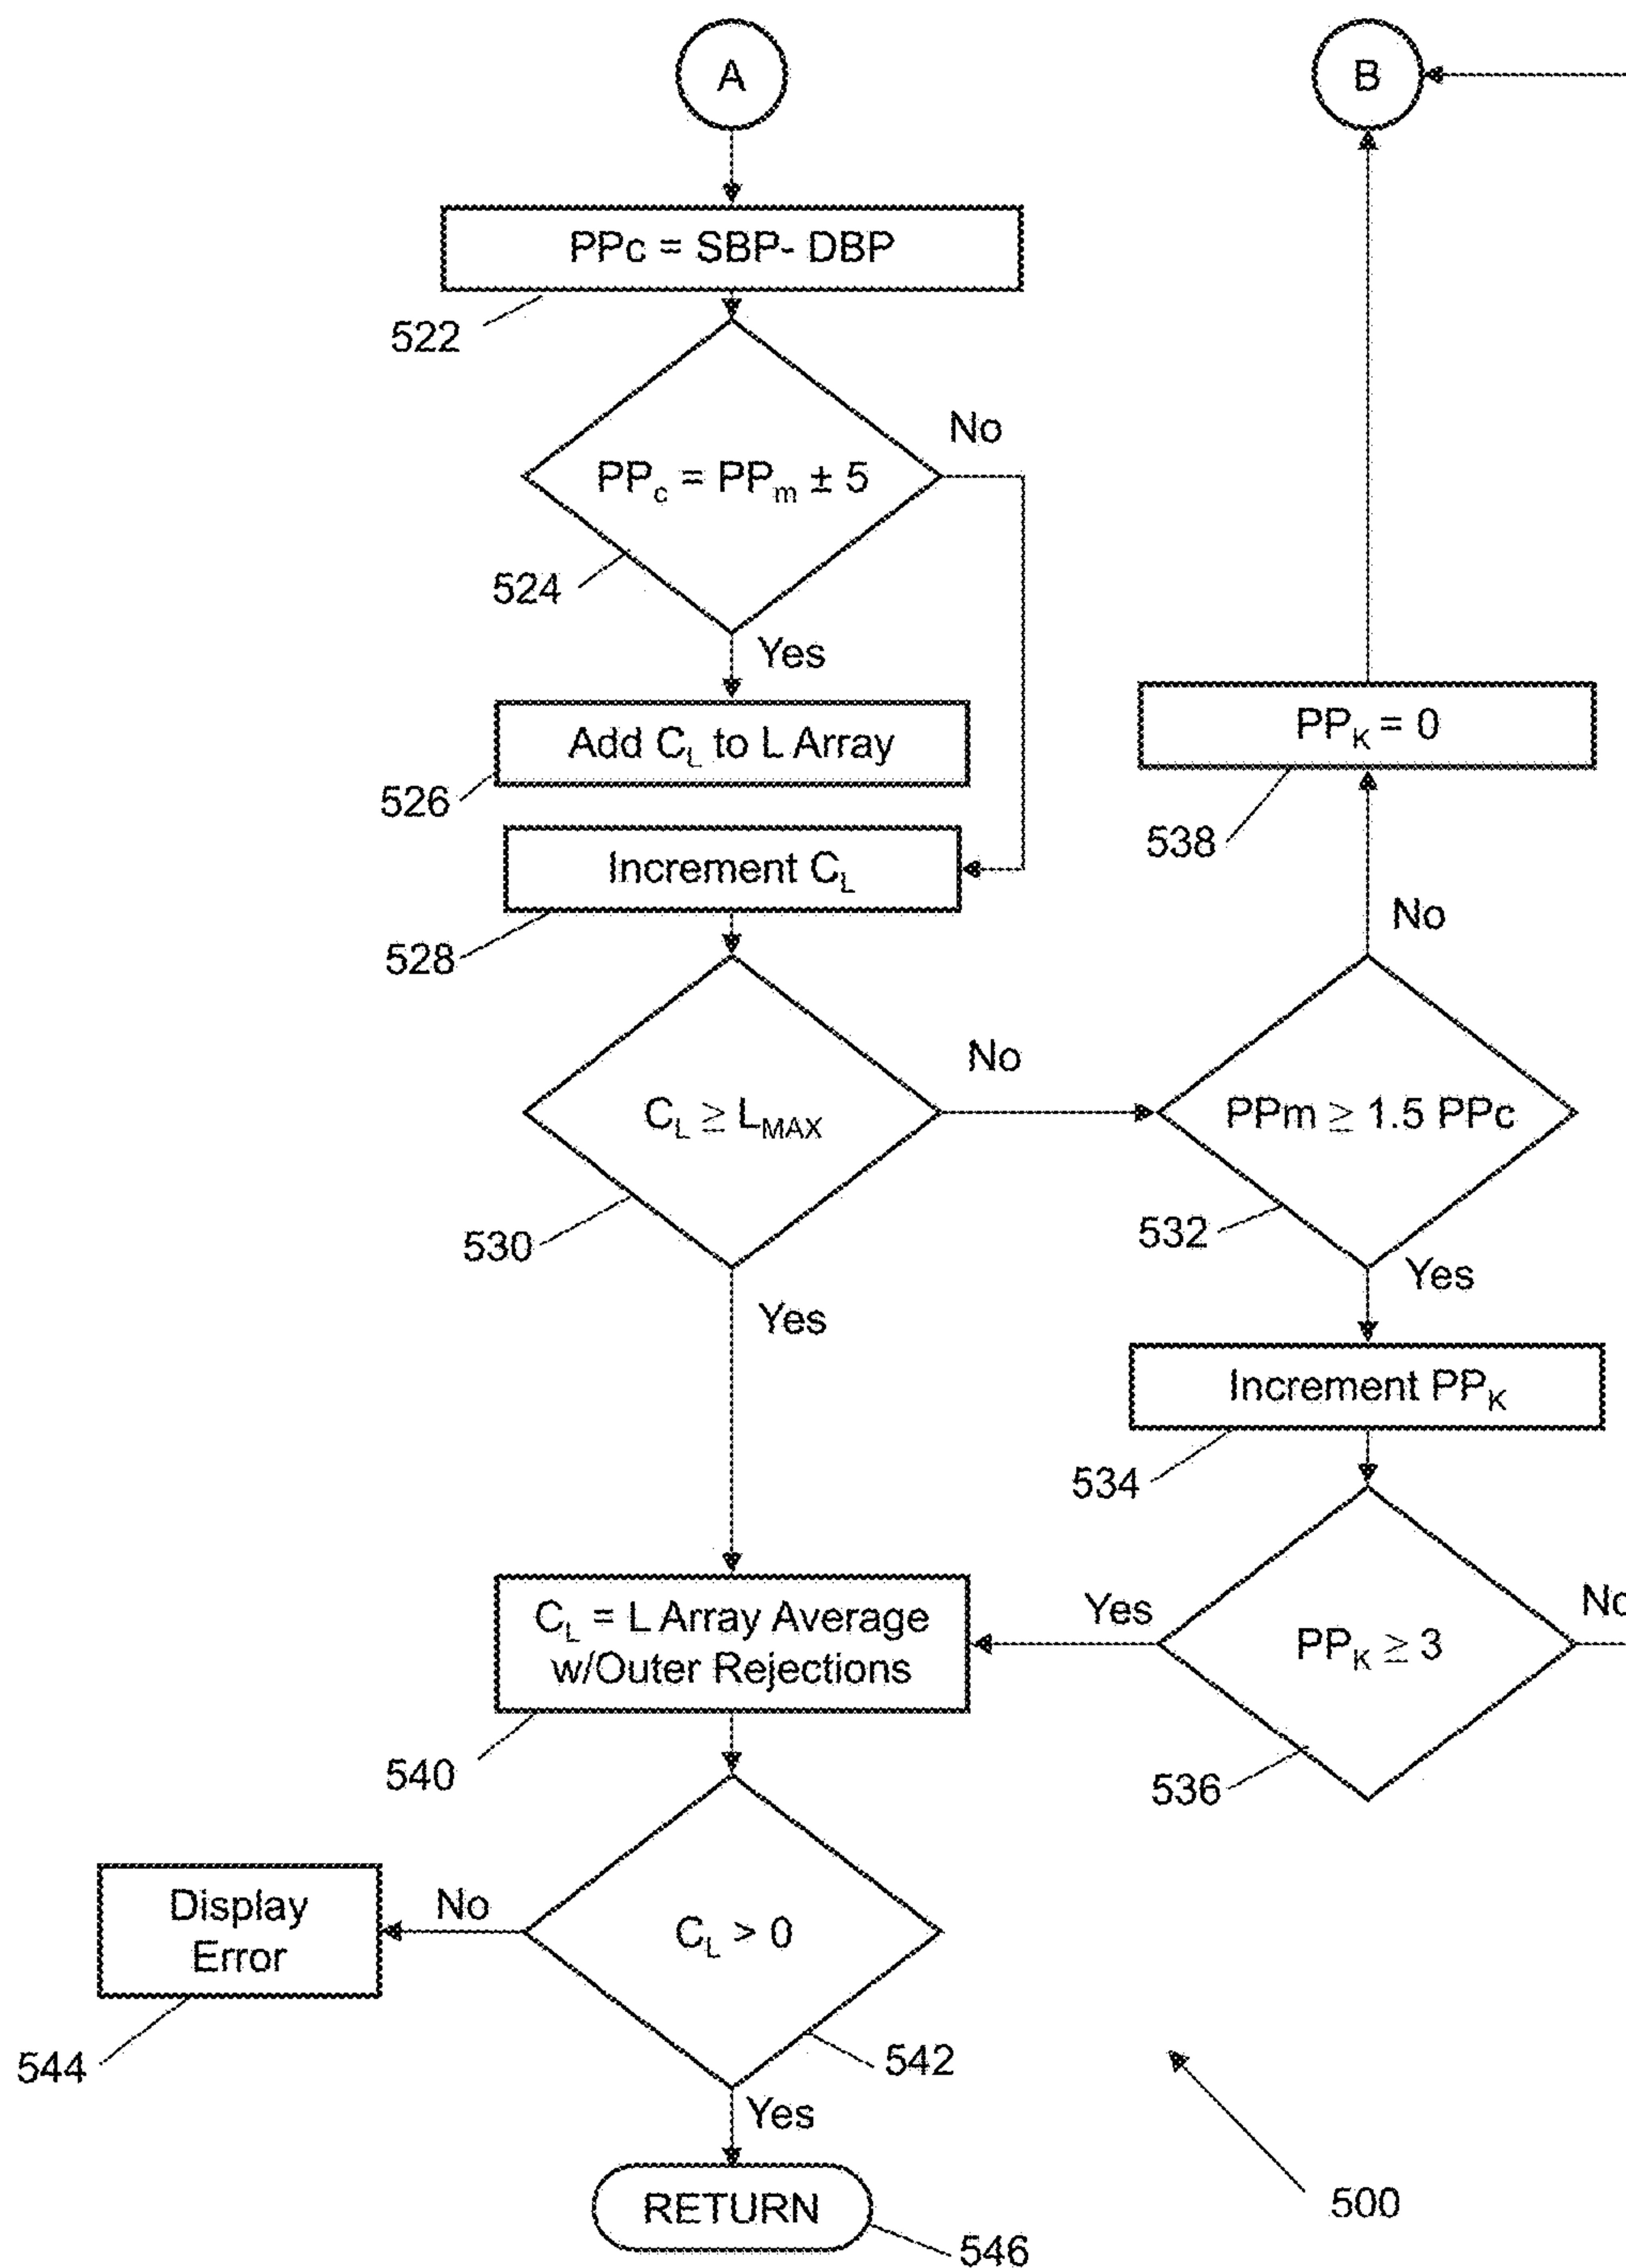 A
B
PPc = SBP- DBP
522
PPc = PPm ± 5
No
524
Yes
Add CL to L Array
526
PPK = 0
538
Increment CL
528
No
CL ≥ LMAX
No
PPm ≥ 1.5 PPc
530
532
Yes
Yes
Increment PPK
534
CL = L Array Average
w/Outer Rejections
Yes
PPK ≥ 3
No
540
536
Display
Error
No
CL > 0
544
542
Yes
RETURN
546
500